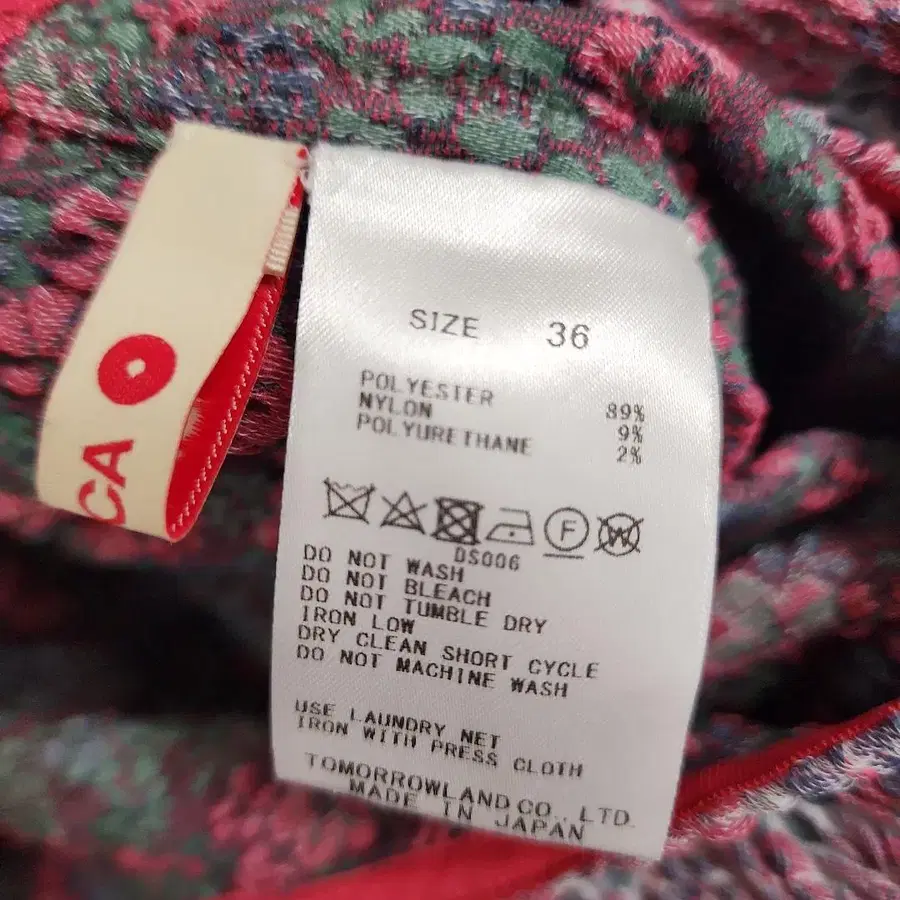 CA
SIZE 36
POLYESTER 89%
NYLON 9%
POLYURETHANE 2%
F W
DS006
DO NOT WASH
DO NOT BLEACH
DO NOT TUMBLE DRY
IRON LOW
DRY CLEAN SHORT CYCLE
DO NOT MACHINE WASH
USE LAUNDRY NET
IRON WITH PRESS CLOTH
TOMORROWLAND CO., LTD.
MADE IN JAPAN